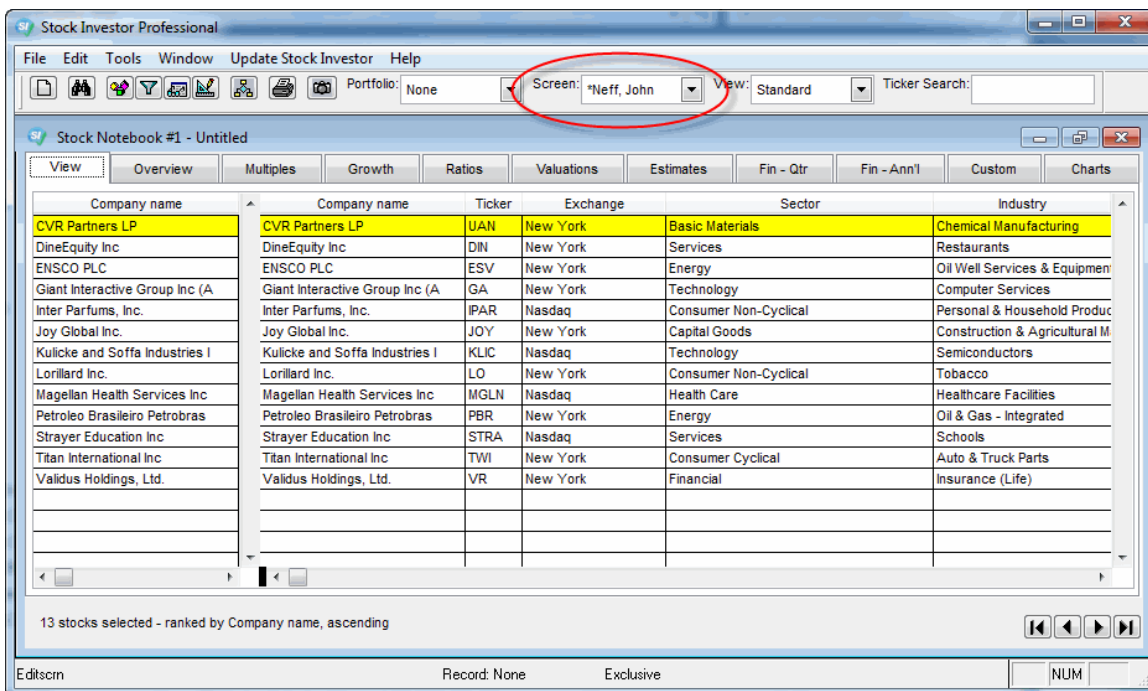 Stock Investor Professional
File Edit Tools Window Update Stock Investor Help
Portfolio: None Screen: *Neff, John View: Standard Ticker Search:
Stock Notebook #1 - Untitled
View Overview Multiples Growth Ratios Valuations Estimates Fin - Qtr Fin - Ann'l Custom Charts
Company name Company name Ticker Exchange Sector Industry
CVR Partners LP CVR Partners LP UAN New York Basic Materials Chemical Manufacturing
DineEquity Inc DineEquity Inc DIN New York Services Restaurants
ENSCO PLC ENSCO PLC ESV New York Energy Oil Well Services & Equipmen
Giant Interactive Group Inc (A Giant Interactive Group Inc (A GA New York Technology Computer Services
Inter Parfums, Inc. Inter Parfums, Inc. IPAR Nasdaq Consumer Non-Cyclical Personal & Household Produc
Joy Global Inc. Joy Global Inc. JOY New York Capital Goods Construction & Agricultural M
Kulicke and Soffa Industries I Kulicke and Soffa Industries I KLIC Nasdaq Technology Semiconductors
Lorillard Inc. Lorillard Inc. LO New York Consumer Non-Cyclical Tobacco
Magellan Health Services Inc Magellan Health Services Inc MGLN Nasdaq Health Care Healthcare Facilities
Petroleo Brasileiro Petrobras Petroleo Brasileiro Petrobras PBR New York Energy Oil & Gas - Integrated
Strayer Education Inc Strayer Education Inc STRA Nasdaq Services Schools
Titan International Inc Titan International Inc TWI New York Consumer Cyclical Auto & Truck Parts
Validus Holdings, Ltd. Validus Holdings, Ltd. VR New York Financial Insurance (Life)
13 stocks selected - ranked by Company name, ascending
Editscrn Record: None Exclusive NUM